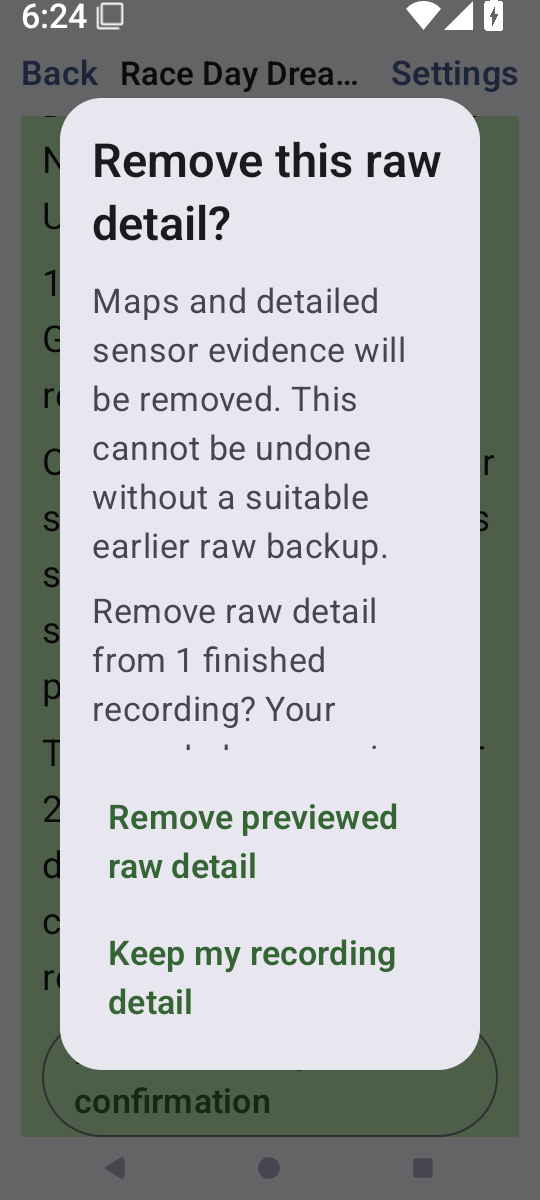 6:24
Back Race Day Drea... Settings
Remove this raw
detail?
Maps and detailed
sensor evidence will
be removed. This
cannot be undone
without a suitable
earlier raw backup.
Remove raw detail
from 1 finished
recording? Your
Remove previewed
raw detail
Keep my recording
detail
confirmation